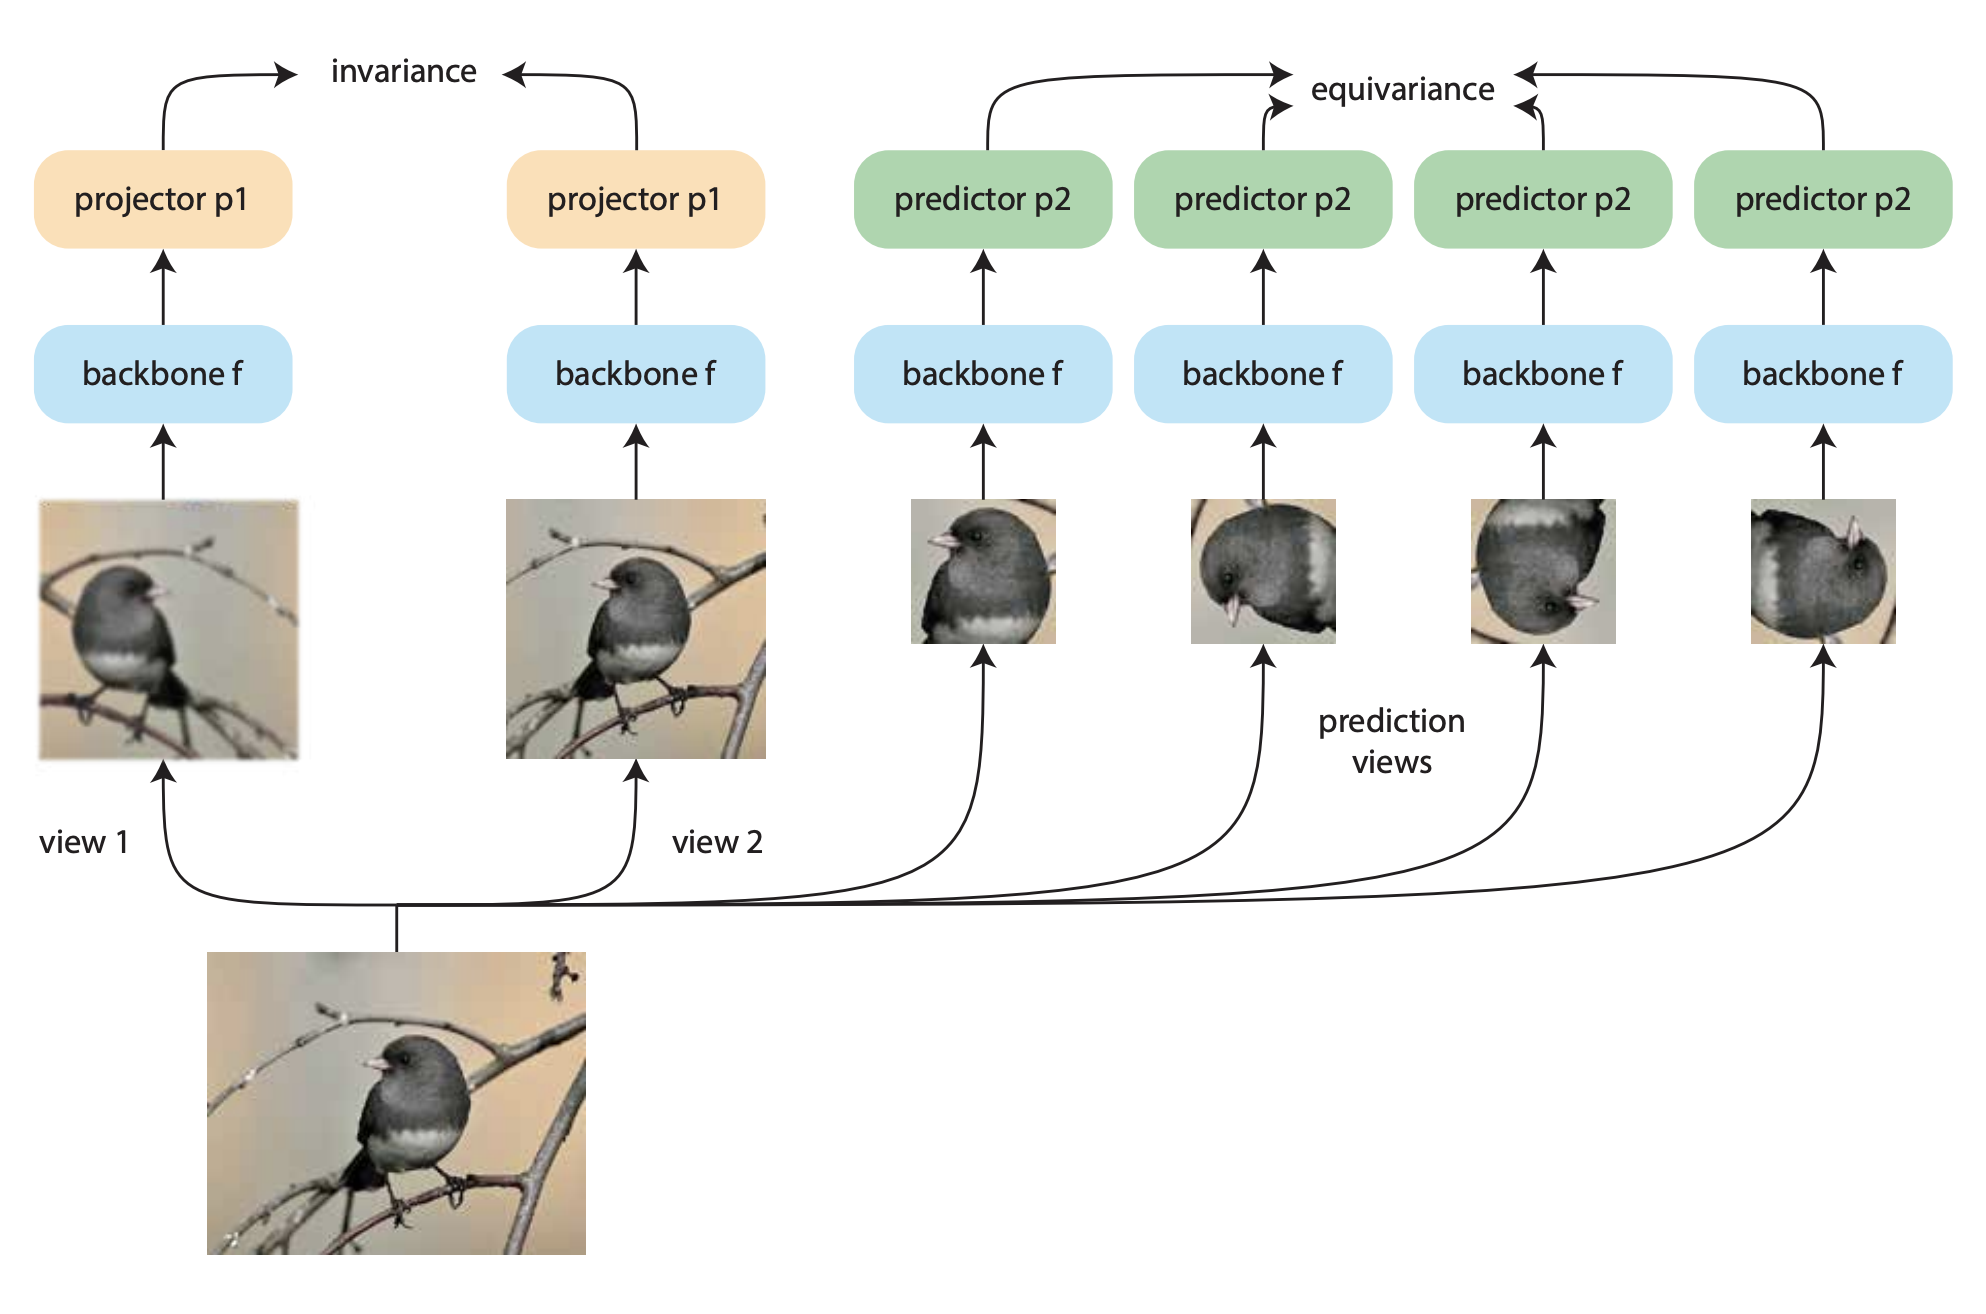 invariance
equivariance
projector p1
projector p1
predictor p2
predictor p2
predictor p2
predictor p2
backbone f
backbone f
backbone f
backbone f
backbone f
backbone f
prediction
views
view 1
view 2